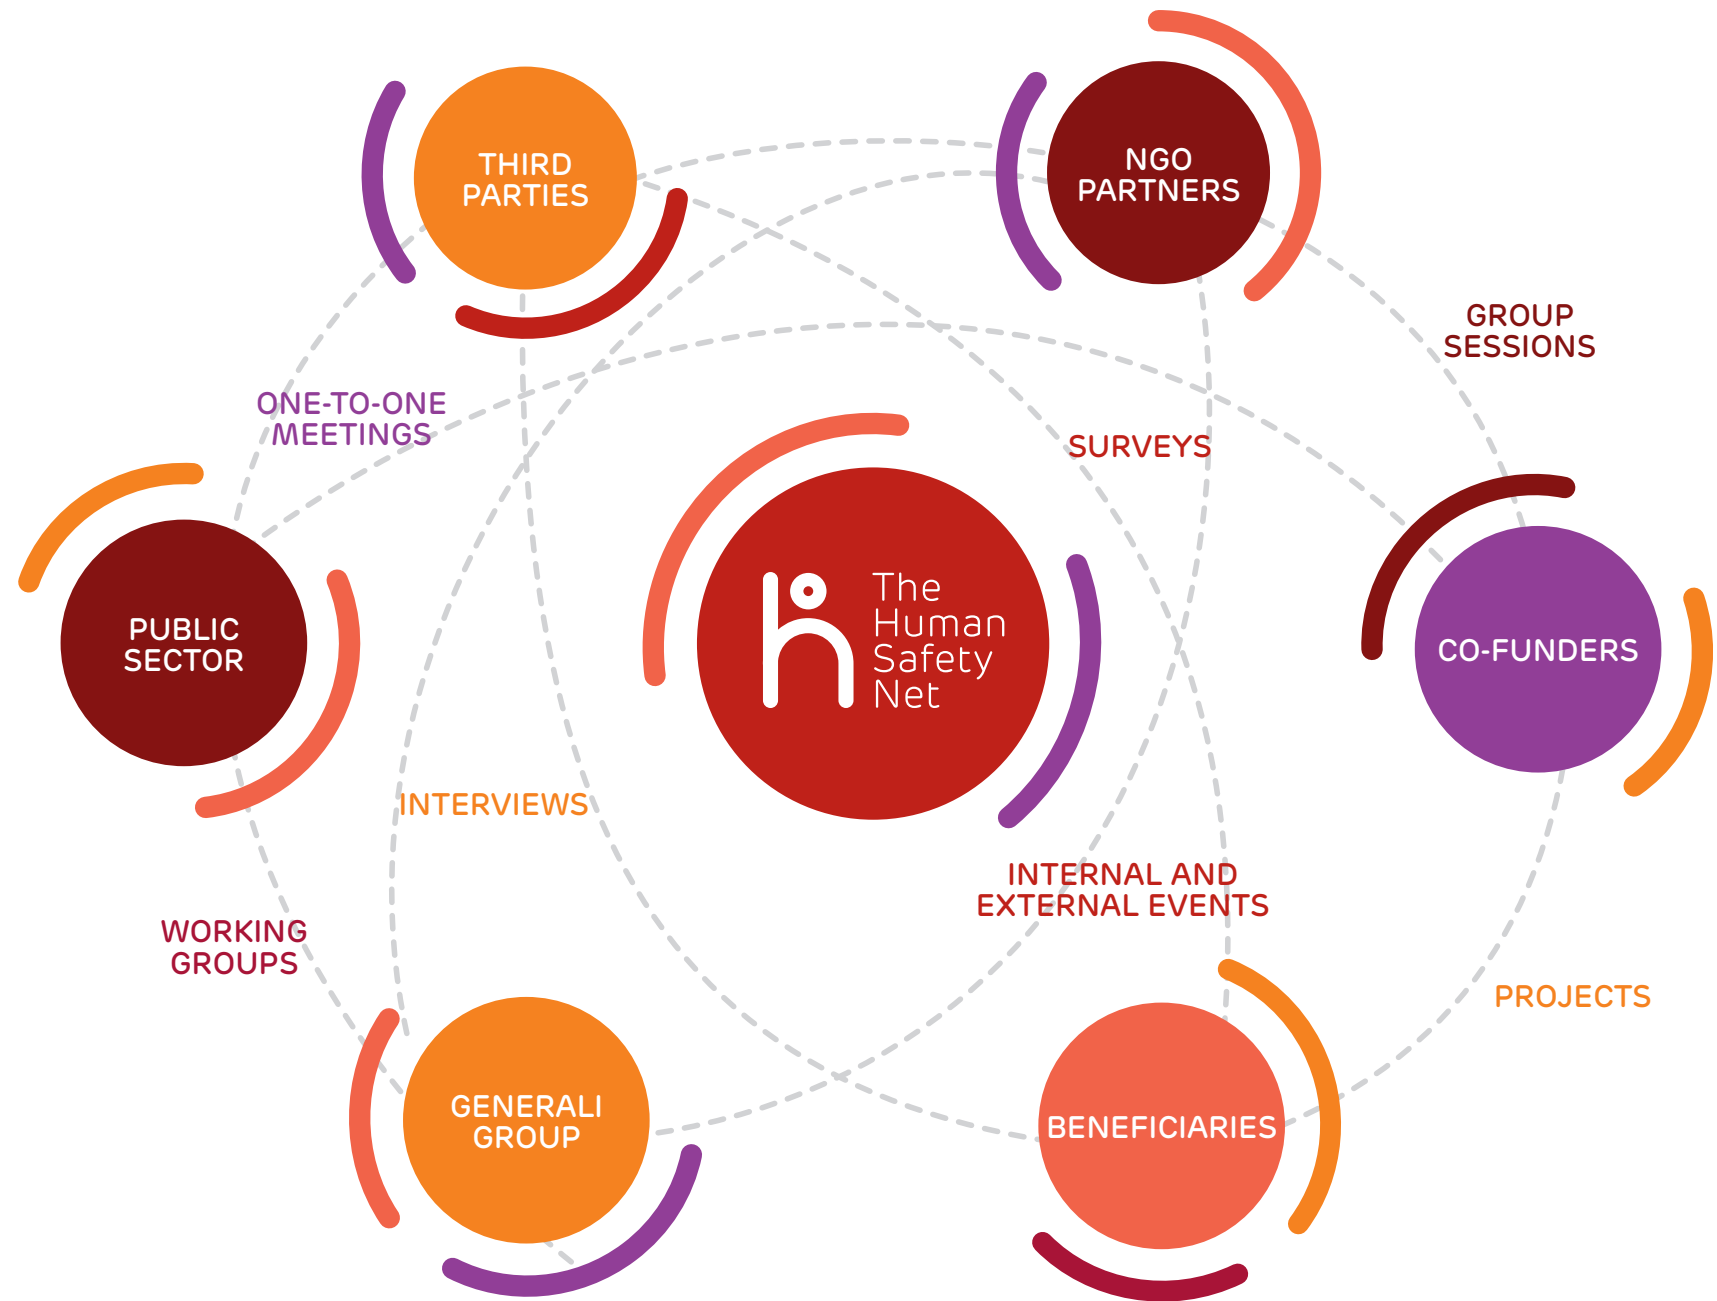 THIRD
PARTIES
NGO
PARTNERS
GROUP
SESSIONS
ONE-TO-ONE
MEETINGS
SURVEYS
PUBLIC
SECTOR
The
Human
Safety
Net
CO-FUNDERS
INTERVIEWS
INTERNAL AND
EXTERNAL EVENTS
WORKING
GROUPS
PROJECTS
GENERALI
GROUP
BENEFICIARIES